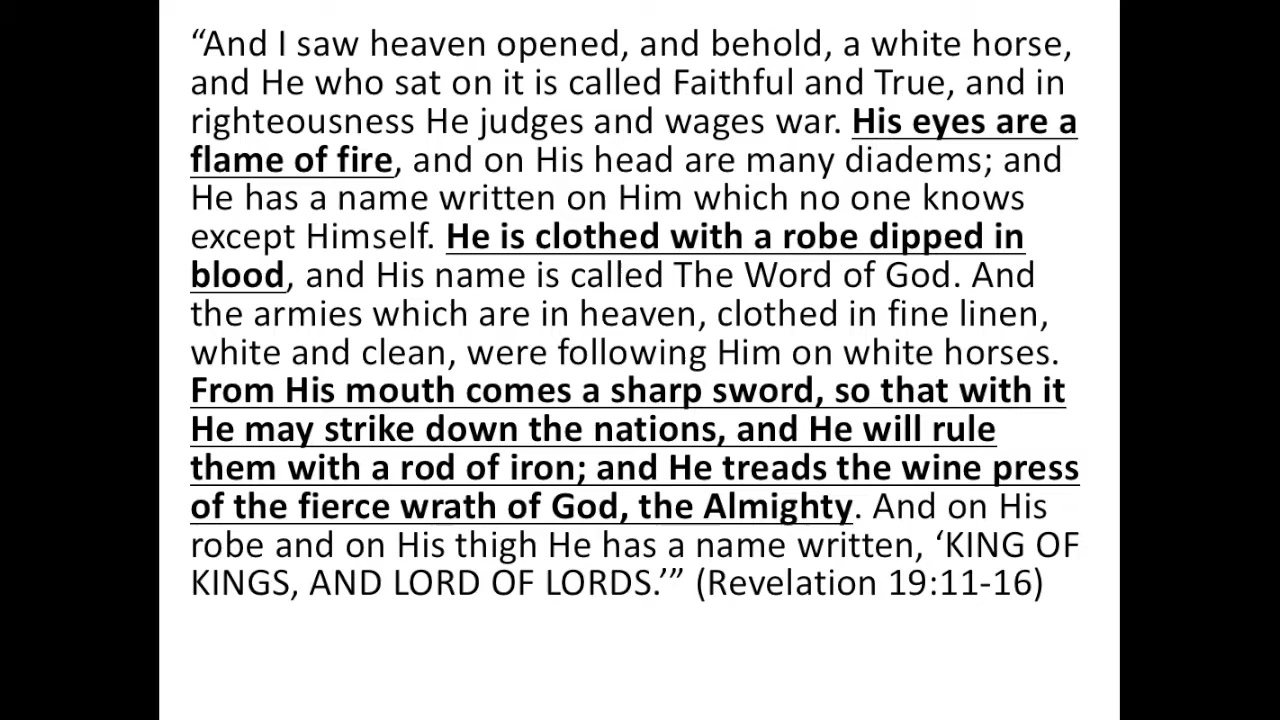 “And I saw heaven opened, and behold, a white horse,
and He who sat on it is called Faithful and True, and in
righteousness He judges and wages war. His eyes are a
flame of fire, and on His head are many diadems; and
He has a name written on Him which no one knows
except Himself. He is clothed with a robe dipped in
blood, and His name is called The Word of God. And
the armies which are in heaven, clothed in fine linen,
white and clean, were following Him on white horses.
From His mouth comes a sharp sword, so that with it
He may strike down the nations, and He will rule
them with a rod of iron; and He treads the wine press
of the fierce wrath of God, the Almighty. And on His
robe and on His thigh He has a name written, ‘KING OF
KINGS, AND LORD OF LORDS.’” (Revelation 19:11-16)